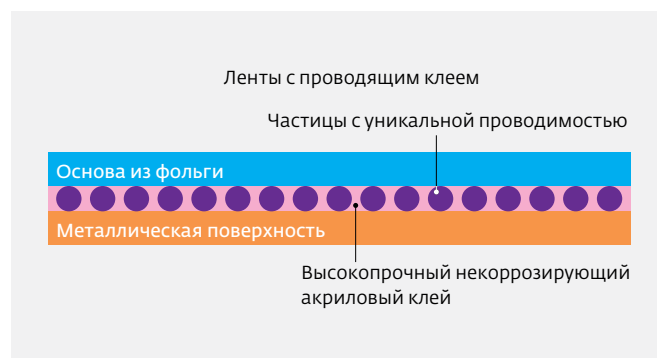 Ленты с проводящим клеем
Частицы с уникальной проводимостью
Основа из фольги
Металлическая поверхность
Высокопрочный некоррозирующий
акриловый клей